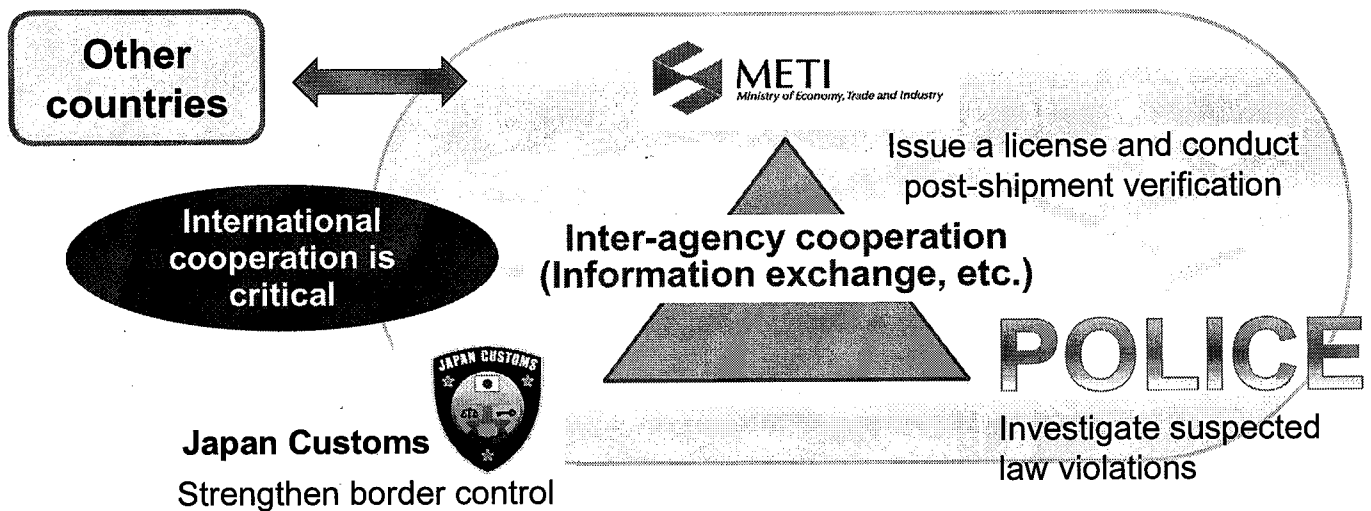 Other
countries
METI
Ministry of Economy, Trade and Industry
Issue a license and conduct
post-shipment verification
International
cooperation is
critical
Inter-agency cooperation
(Information exchange, etc.)
POLICE
Investigate suspected
law violations
JAPAN CUSTOMS
Japan Customs
Strengthen border control